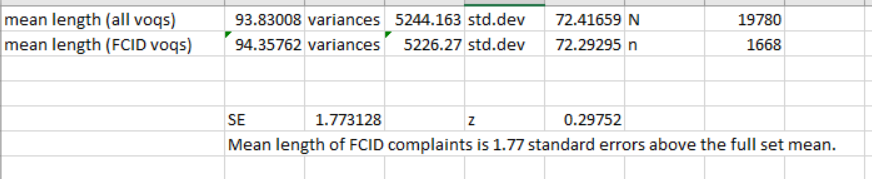 mean length (all voqs) 93.83008 variances 5244.163 std.dev 72.41659 N 19780
mean length (FCID voqs) 94.35762 variances 5226.27 std.dev 72.29295 n 1668
SE 1.773128 z 0.29752
Mean length of FCID complaints is 1.77 standard errors above the full set mean.